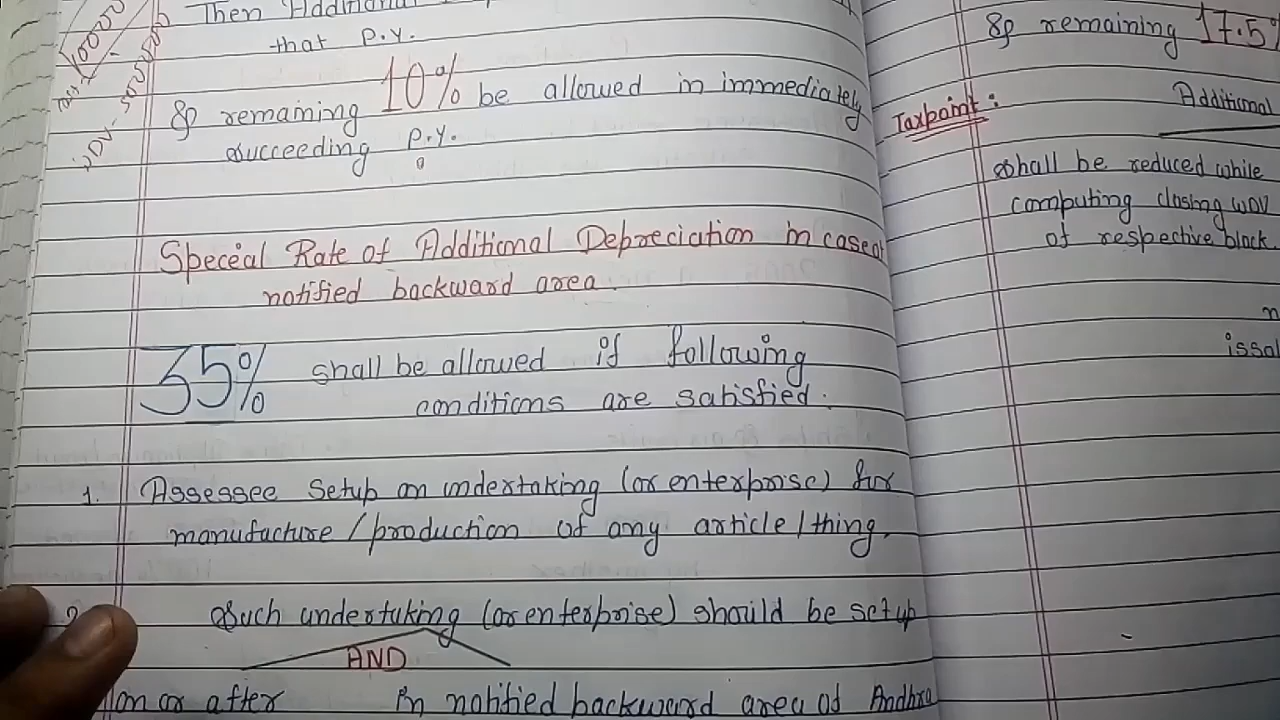 Then Additional
that P.Y.
& remaining 10% be allowed in immediately
succeeding P.Y.
Special Rate of Additional Depreciation in case of
notified backward area.
35% shall be allowed if following
conditions are satisfied.
1. Assessee Setup an undertaking (or enterprise) for
manufacture/production of any article/thing.
2. Such undertaking (or enterprise) should be setup
AND
on or after in notified backward area of Andhra
& remaining 17.5%
Taxpoint:
Additional
shall be reduced while
computing closing WDV
of respective block